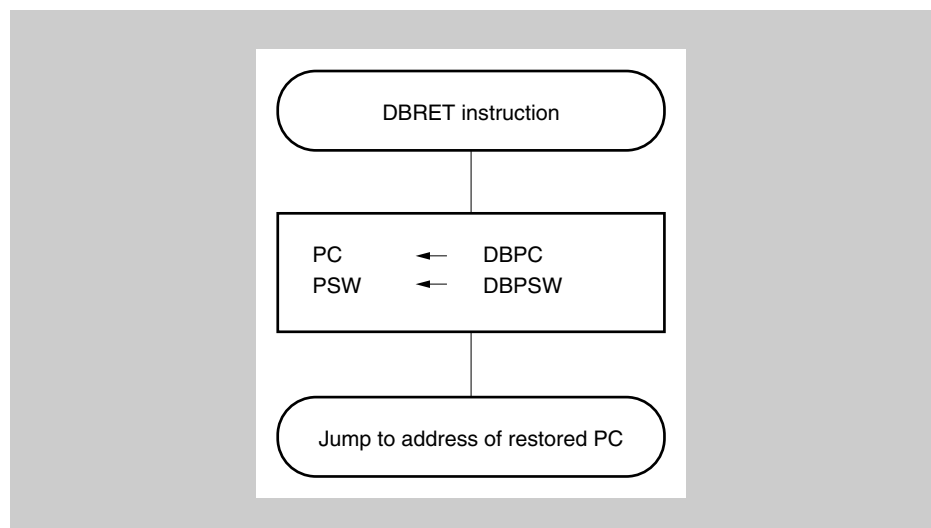 DBRET instruction
PC ← DBPC
PSW ← DBPSW
Jump to address of restored PC